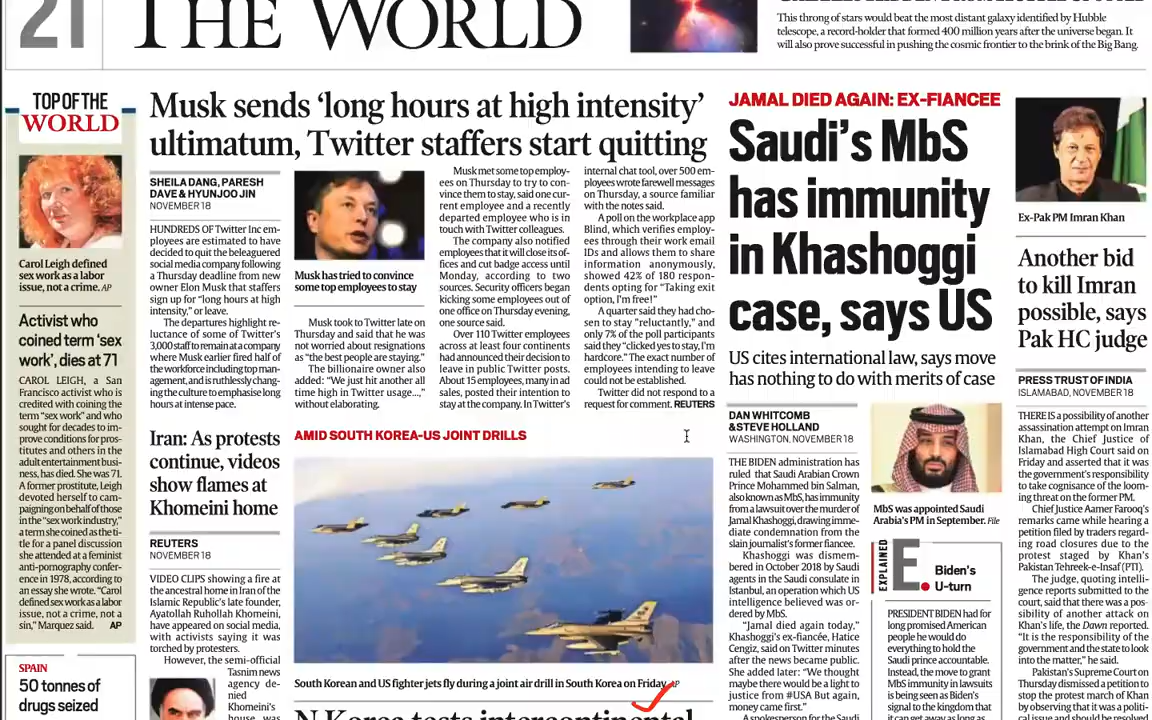 21
THE WORLD
This throng of stars would beat the most distant galaxy identified by Hubble
telescope, a record-holder that formed 400 million years after the universe began. It
will also prove successful in pushing the cosmic frontier to the brink of the Big Bang.
TOP OF THE
WORLD
Carol Leigh defined
sex work as a labor
issue, not a crime. AP
Activist who
coined term ‘sex
work’, dies at 71
CAROL LEIGH, a San
Francisco activist who is
credited with coining the
term “sex work” and who
sought for decades to im-
prove conditions for pros-
titutes and others in the
adult entertainment busi-
ness, has died. She was 71.
A former prostitute, Leigh
devoted herself to cam-
paigning on behalf of those
in the “sex work industry,”
a term she coined as the ti-
tle for a panel discussion
she attended at a feminist
anti-pornography confer-
ence in 1978, according to
an essay she wrote. “Carol
defined sex work as a labor
issue, not a crime, not a
sin,” Marquez said. AP
SPAIN
50 tonnes of
drugs seized
Musk sends ‘long hours at high intensity’
ultimatum, Twitter staffers start quitting
SHEILA DANG, PARESH
DAVE & HYUNJOO JIN
NOVEMBER 18
HUNDREDS OF Twitter Inc em-
ployees are estimated to have
decided to quit the beleaguered
social media company following
a Thursday deadline from new
owner Elon Musk that staffers
sign up for “long hours at high
intensity,” or leave.
The departures highlight re-
luctance of some of Twitter’s
3,000 staff to remain at a company
where Musk earlier fired half of
the workforce including top man-
agement, and is ruthlessly chang-
ing the culture to emphasise long
hours at intense pace.
Musk has tried to convince
some top employees to stay
Musk took to Twitter late on
Thursday and said that he was
not worried about resignations
as “the best people are staying.”
The billionaire owner also
added: “We just hit another all
time high in Twitter usage...,”
without elaborating.
Musk met some top employ-
ees on Thursday to try to con-
vince them to stay, said one cur-
rent employee and a recently
departed employee who is in
touch with Twitter colleagues.
The company also notified
employees that it will close its of-
fices and cut badge access until
Monday, according to two
sources. Security officers began
kicking some employees out of
one office on Thursday evening,
one source said.
Over 110 Twitter employees
across at least four continents
had announced their decision to
leave in public Twitter posts.
About 15 employees, many in ad
sales, posted their intention to
stay at the company. In Twitter’s
internal chat tool, over 500 em-
ployees wrote farewell messages
on Thursday, a source familiar
with the notes said.
A poll on the workplace app
Blind, which verifies employ-
ees through their work email
IDs and allows them to share
information anonymously,
showed 42% of 180 respon-
dents opting for “Taking exit
option, I’m free!”
A quarter said they had cho-
sen to stay “reluctantly,” and
only 7% of the poll participants
said they “clicked yes to stay, I’m
hardcore.” The exact number of
employees intending to leave
could not be established.
Twitter did not respond to a
request for comment. REUTERS
Iran: As protests
continue, videos
show flames at
Khomeini home
REUTERS
NOVEMBER 18
VIDEO CLIPS showing a fire at
the ancestral home in Iran of the
Islamic Republic’s late founder,
Ayatollah Ruhollah Khomeini,
have appeared on social media,
with activists saying it was
torched by protesters.
However, the semi-official
Tasnim news
agency de-
nied
Khomeini’s
house was
AMID SOUTH KOREA-US JOINT DRILLS
South Korean and US fighter jets fly during a joint air drill in South Korea on Friday. AP
N Korea tests intercontinental
JAMAL DIED AGAIN: EX-FIANCEE
Saudi’s MbS
has immunity
in Khashoggi
case, says US
US cites international law, says move
has nothing to do with merits of case
DAN WHITCOMB
& STEVE HOLLAND
WASHINGTON, NOVEMBER 18
THE BIDEN administration has
ruled that Saudi Arabian Crown
Prince Mohammed bin Salman,
also known as MbS, has immunity
from a lawsuit over the murder of
Jamal Khashoggi, drawing imme-
diate condemnation from the
slain journalist’s former fiancee.
Khashoggi was dismem-
bered in October 2018 by Saudi
agents in the Saudi consulate in
Istanbul, an operation which US
intelligence believed was or-
dered by MbS.
“Jamal died again today,”
Khashoggi’s ex-fiancée, Hatice
Cengiz, said on Twitter minutes
after the news became public.
She added later: “We thought
maybe there would be a light to
justice from #USA But again,
money came first.”
A spokesperson for the Saudi
MbS was appointed Saudi
Arabia’s PM in September. File
EXPLAINED
E.
Biden’s
U-turn
PRESIDENT BIDEN had for
long promised American
people he would do
everything to hold the
Saudi prince accountable.
Instead, the move to grant
MbS immunity in lawsuits
is being seen as Biden’s
signal to the kingdom that
it can get away as long as
Ex-Pak PM Imran Khan
Another bid
to kill Imran
possible, says
Pak HC judge
PRESS TRUST OF INDIA
ISLAMABAD, NOVEMBER 18
THERE IS a possibility of another
assassination attempt on Imran
Khan, the Chief Justice of
Islamabad High Court said on
Friday and asserted that it was
the government’s responsibility
to take cognisance of the loom-
ing threat on the former PM.
Chief Justice Aamer Farooq’s
remarks came while hearing a
petition filed by traders regard-
ing road closures due to the
protest staged by Khan’s
Pakistan Tehreek-e-Insaf (PTI).
The judge, quoting intelli-
gence reports submitted to the
court, said that there was a pos-
sibility of another attack on
Khan’s life, the Dawn reported.
“It is the responsibility of the
government and the state to look
into the matter,” he said.
Pakistan’s Supreme Court on
Thursday dismissed a petition to
stop the protest march of Khan
by observing that it was a politi-
cal issue and should be resolved